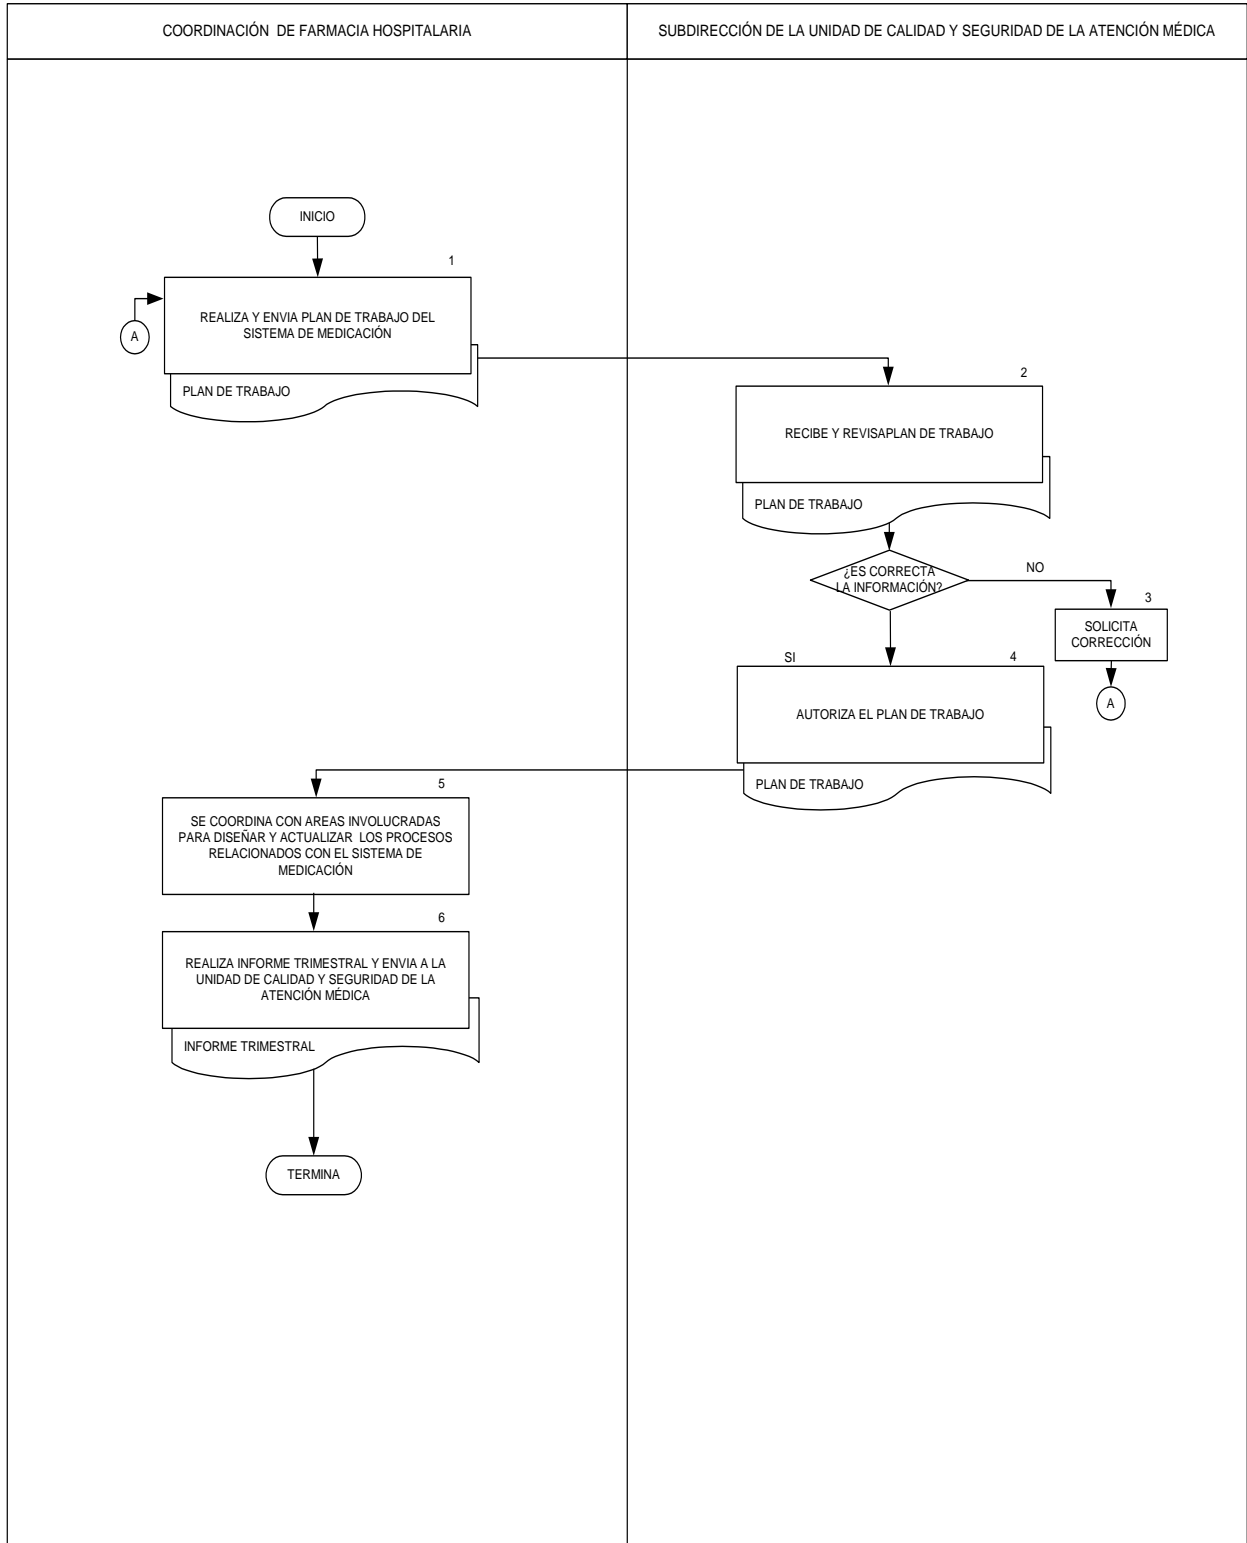 COORDINACIÓN DE FARMACIA HOSPITALARIA
SUBDIRECCIÓN DE LA UNIDAD DE CALIDAD Y SEGURIDAD DE LA ATENCIÓN MÉDICA
INICIO
1
A
REALIZA Y ENVIA PLAN DE TRABAJO DEL
SISTEMA DE MEDICACIÓN
PLAN DE TRABAJO
2
RECIBE Y REVISAPLAN DE TRABAJO
PLAN DE TRABAJO
¿ES CORRECTA
LA INFORMACIÓN?
NO
3
SOLICITA
CORRECCIÓN
A
SI
4
AUTORIZA EL PLAN DE TRABAJO
PLAN DE TRABAJO
5
SE COORDINA CON AREAS INVOLUCRADAS
PARA DISEÑAR Y ACTUALIZAR LOS PROCESOS
RELACIONADOS CON EL SISTEMA DE
MEDICACIÓN
6
REALIZA INFORME TRIMESTRAL Y ENVIA A LA
UNIDAD DE CALIDAD Y SEGURIDAD DE LA
ATENCIÓN MÉDICA
INFORME TRIMESTRAL
TERMINA